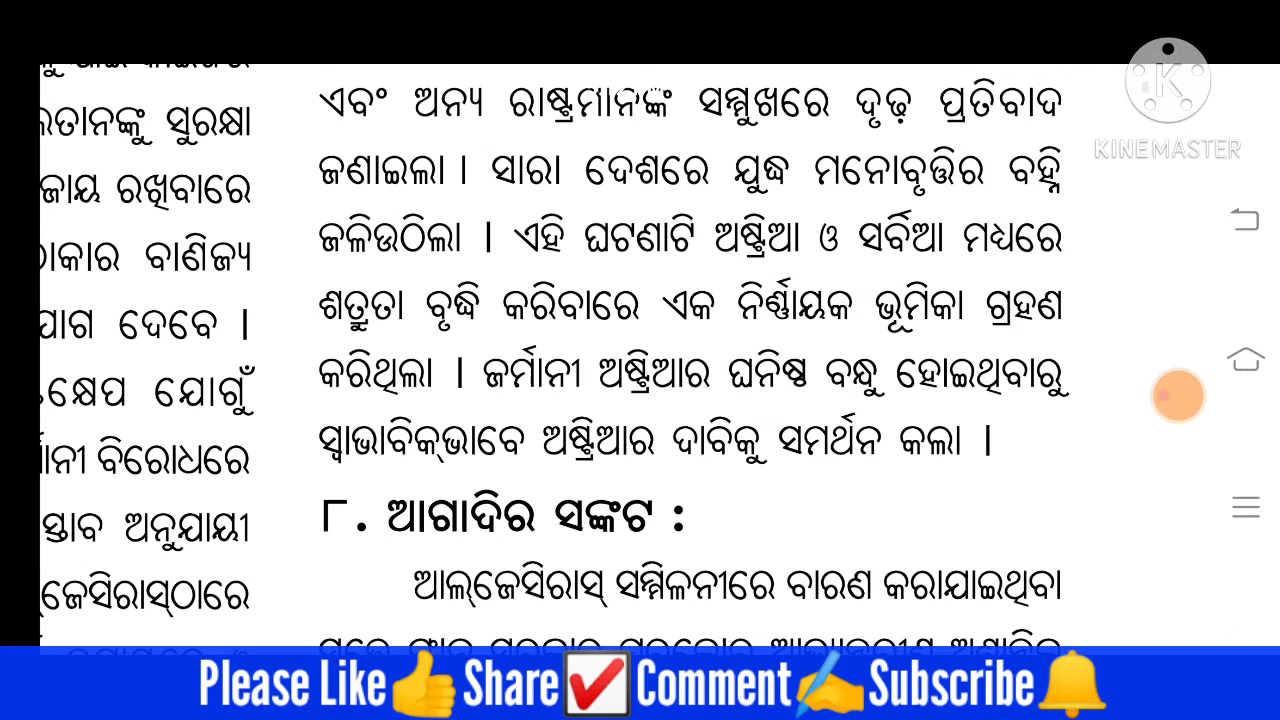 ଲତାନଙ୍କୁ ସୁରକ୍ଷା
ଜାୟ ରଖିବାରେ
ଠାକାର ବାଣିଜ୍ୟ
ଯୋଗ ଦେବେ ।
କ୍ଷେପ ଯୋଗୁଁ
ର୍ମାନୀ ବିରୋଧରେ
ସ୍ତାବ ଅନୁଯାୟୀ
ଜେସିରାସ୍‌ଠାରେ
ଏବଂ ଅନ୍ୟ ରାଷ୍ଟ୍ରମାନଙ୍କ ସମ୍ମୁଖରେ ଦୃଢ଼ ପ୍ରତିବାଦ
ଜଣାଇଲା । ସାରା ଦେଶରେ ଯୁଦ୍ଧ ମନୋବୃତ୍ତିର ବହ୍ନି
ଜଳିଉଠିଲା । ଏହି ଘଟଣାଟି ଅଷ୍ଟ୍ରିଆ ଓ ସର୍ବିଆ ମଧ୍ୟରେ
ଶତ୍ରୁତା ବୃଦ୍ଧି କରିବାରେ ଏକ ନିର୍ଣ୍ଣାୟକ ଭୂମିକା ଗ୍ରହଣ
କରିଥିଲା । ଜର୍ମାନୀ ଅଷ୍ଟ୍ରିଆର ଘନିଷ୍ଠ ବନ୍ଧୁ ହୋଇଥିବାରୁ
ସ୍ୱାଭାବିକ୍‌ଭାବେ ଅଷ୍ଟ୍ରିଆର ଦାବିକୁ ସମର୍ଥନ କଲା ।
୮. ଆଗାଦିର ସଙ୍କଟ :
ଆଲ୍‌ଜେସିରାସ୍ ସମ୍ମିଳନୀରେ ବାରଣ କରାଯାଇଥିବା
K
KINEMASTER
Please Like Share Comment Subscribe